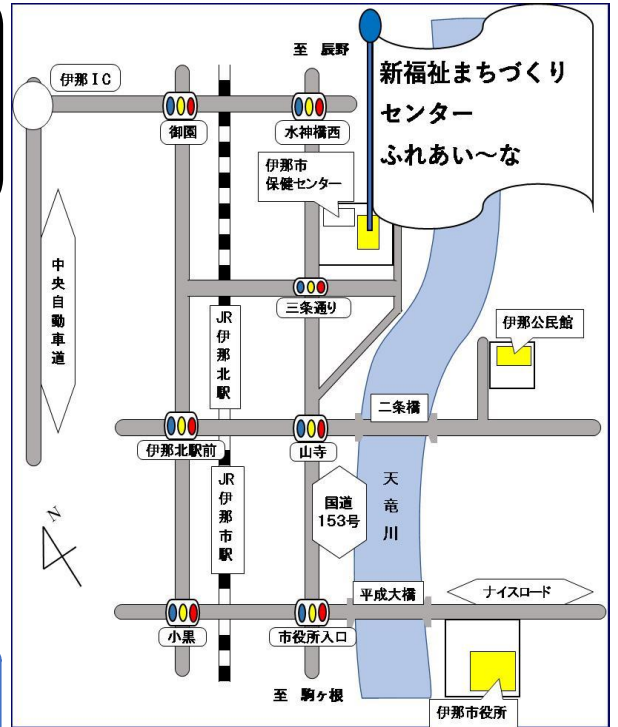 至 辰野
新福祉まちづくり
センター
ふれあい～な
伊那IC
御園
水神橋西
伊那市
保健センター
中央自動車道
三条通り
JR伊那北駅
伊那公民館
二条橋
伊那北駅前
山寺
JR伊那市駅
国道
153号
天竜川
N
平成大橋
ナイスロード
小黒
市役所入口
至 駒ヶ根
伊那市役所